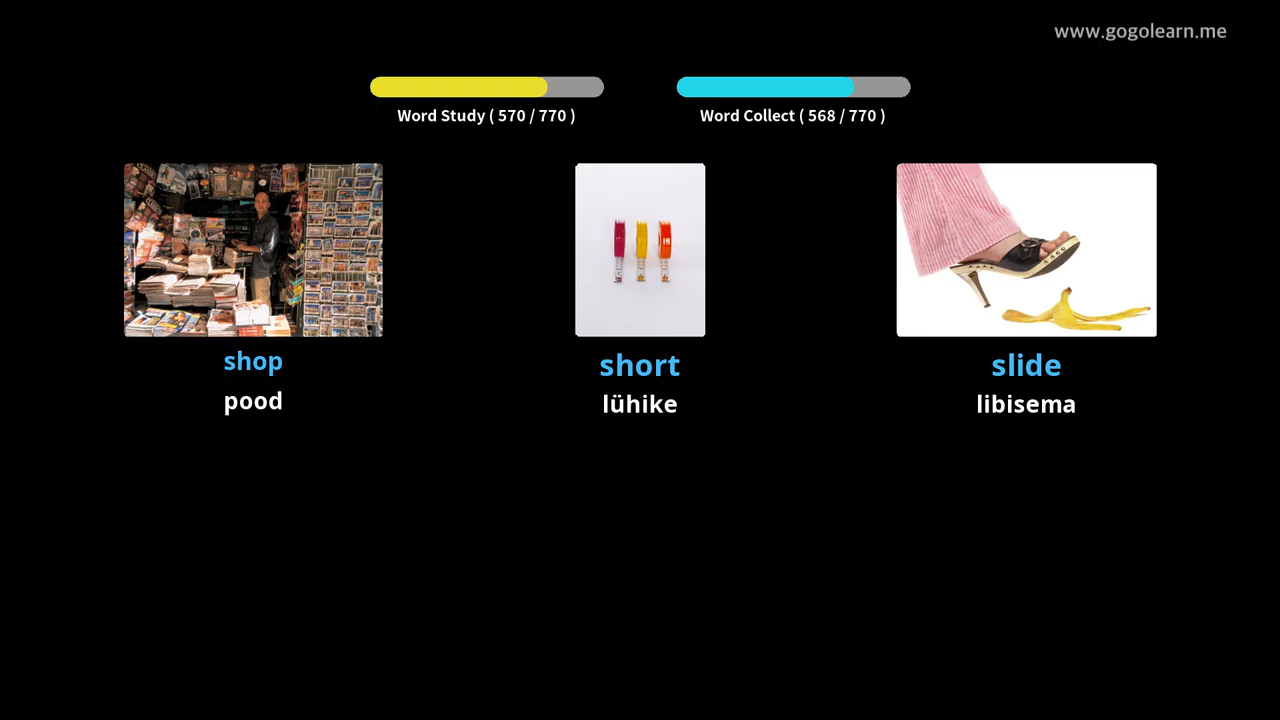 www.gogolearn.me
Word Study ( 570 / 770 )
Word Collect ( 568 / 770 )
shop
short
slide
pood
lühike
libisema